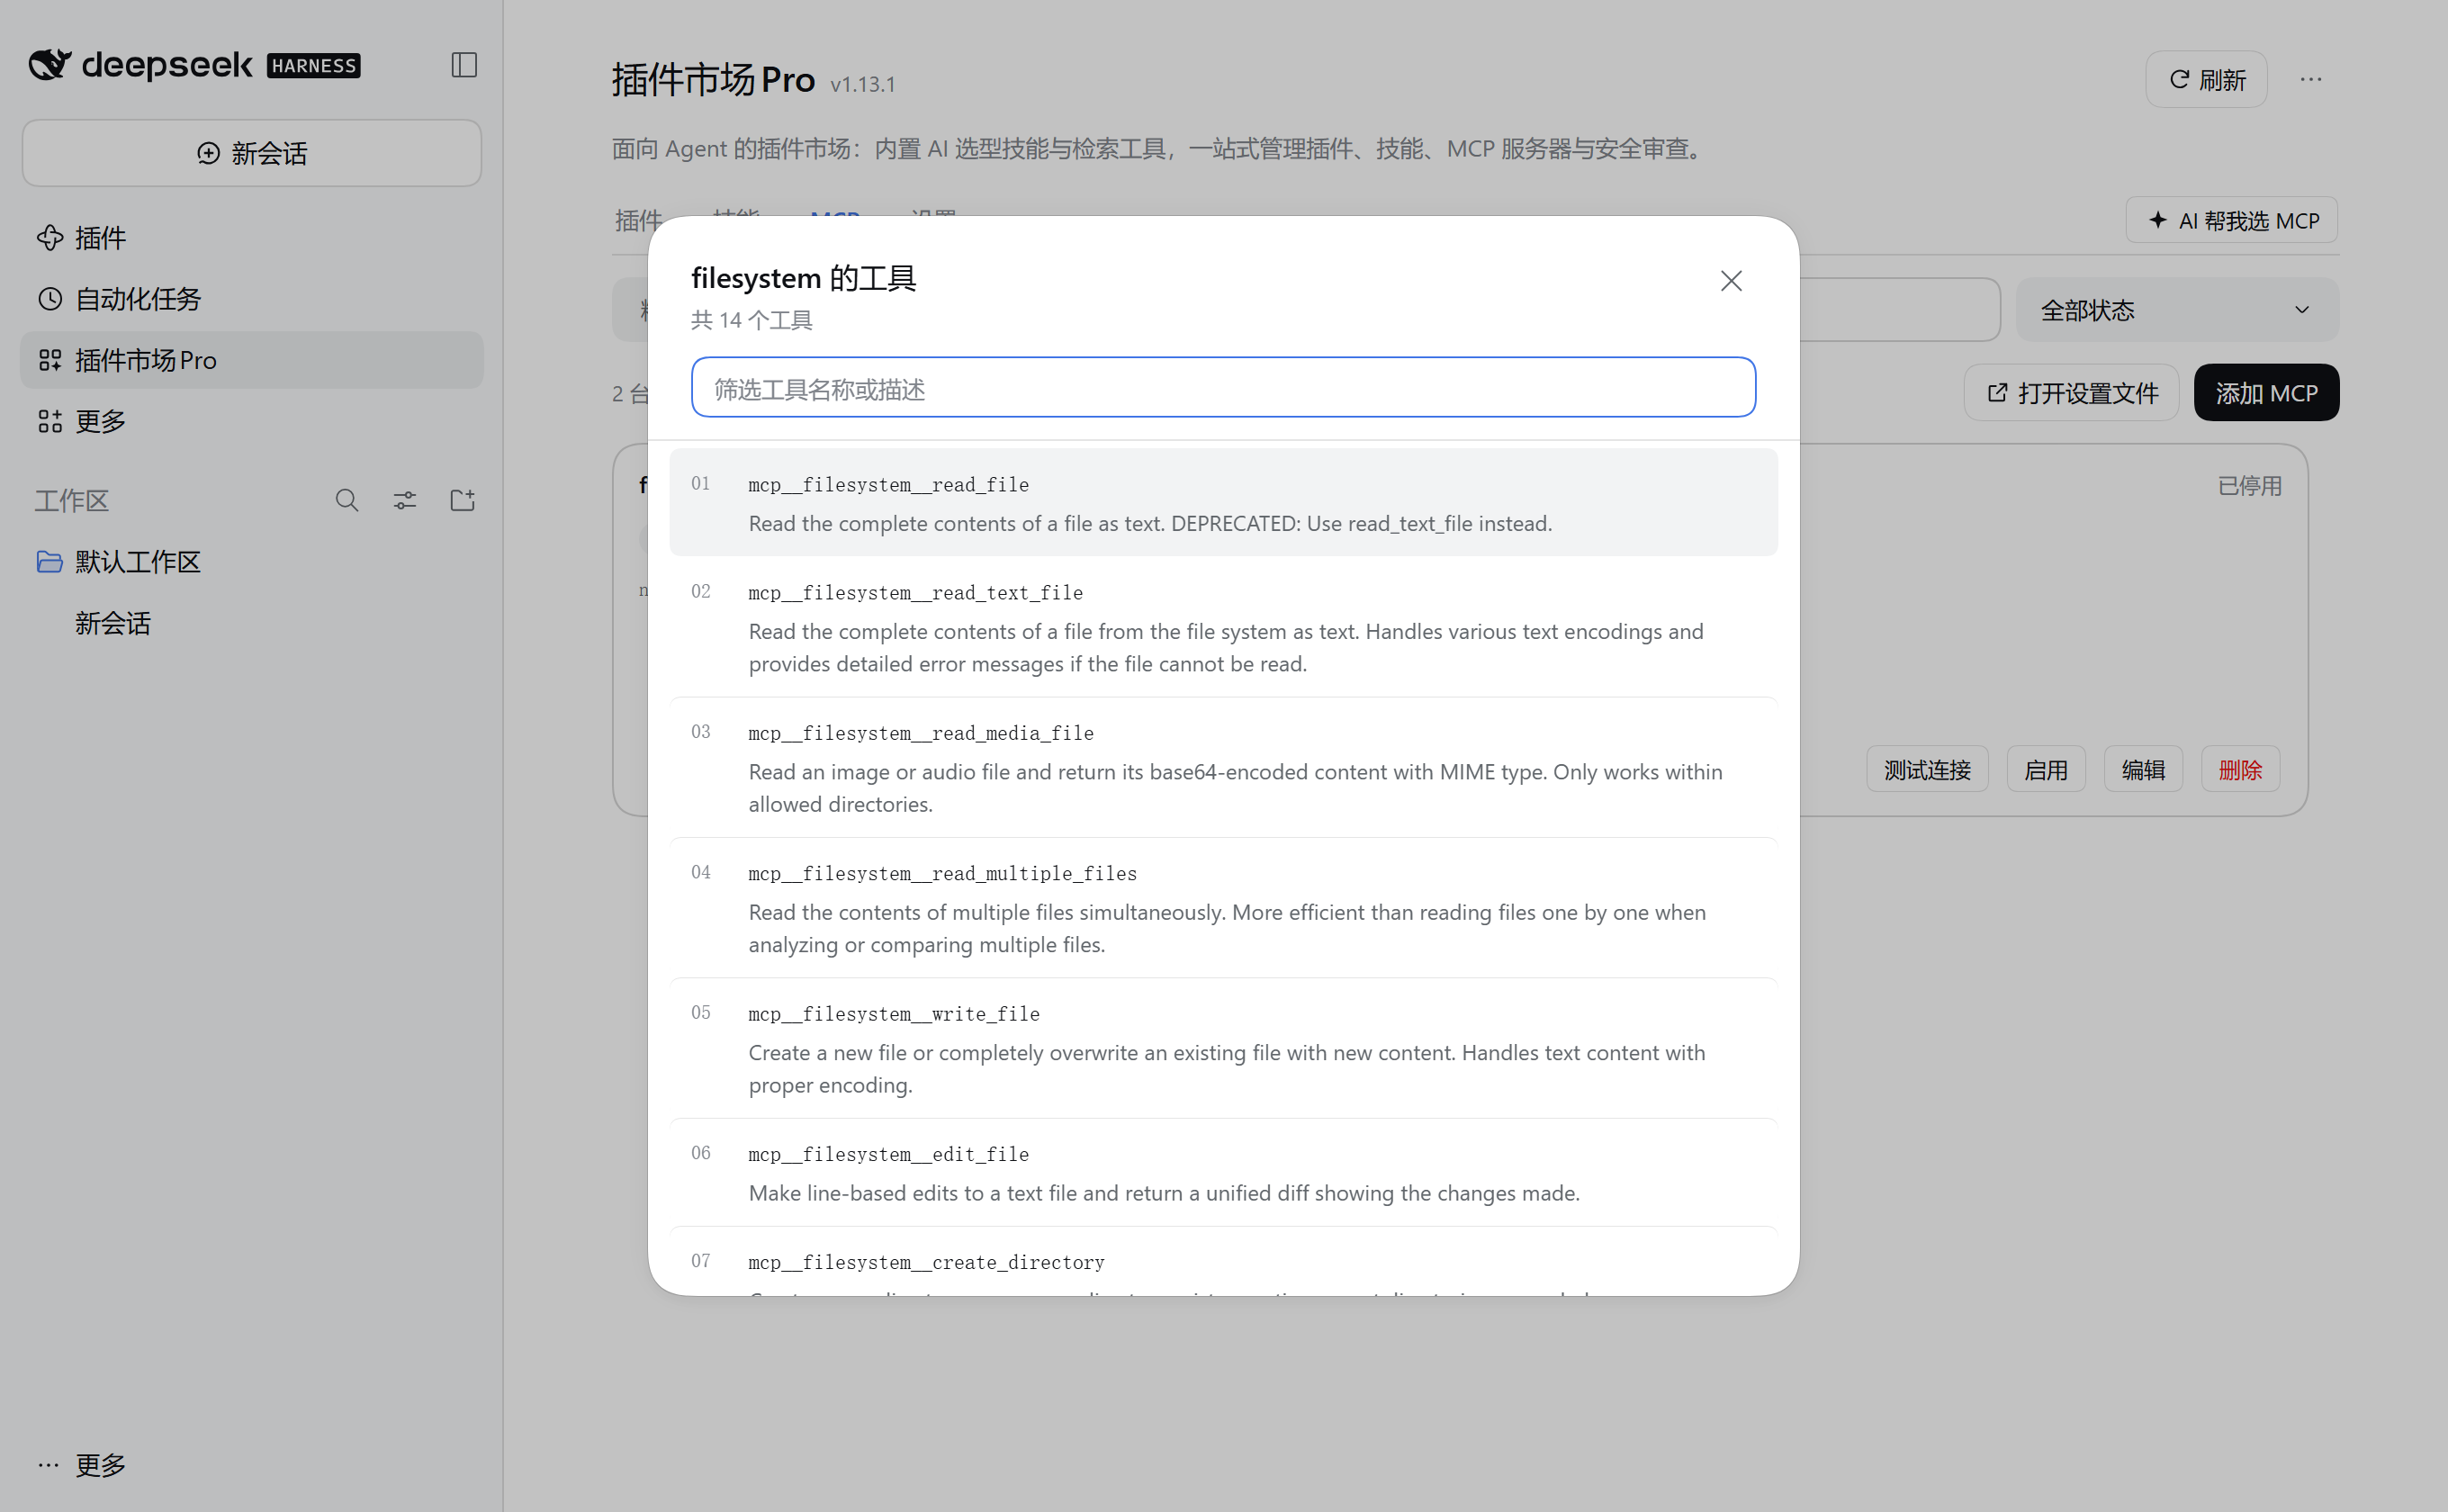 deepseek HARNESS
新会话
插件
自动化任务
插件市场Pro
更多
工作区
默认工作区
新会话
更多
插件市场Pro v1.13.1
刷新
面向 Agent 的插件市场：内置 AI 选型技能与检索工具，一站式管理插件、技能、MCP 服务器与安全审查。
插件 技能 MCP 设置
AI 帮我选 MCP
全部状态
2 台
打开设置文件
添加 MCP
已停用
测试连接
启用
编辑
删除
filesystem 的工具
共 14 个工具
筛选工具名称或描述
01 mcp__filesystem__read_file
Read the complete contents of a file as text. DEPRECATED: Use read_text_file instead.
02 mcp__filesystem__read_text_file
Read the complete contents of a file from the file system as text. Handles various text encodings and
provides detailed error messages if the file cannot be read.
03 mcp__filesystem__read_media_file
Read an image or audio file and return its base64-encoded content with MIME type. Only works within
allowed directories.
04 mcp__filesystem__read_multiple_files
Read the contents of multiple files simultaneously. More efficient than reading files one by one when
analyzing or comparing multiple files.
05 mcp__filesystem__write_file
Create a new file or completely overwrite an existing file with new content. Handles text content with
proper encoding.
06 mcp__filesystem__edit_file
Make line-based edits to a text file and return a unified diff showing the changes made.
07 mcp__filesystem__create_directory